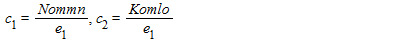 c₁ = Nommn / e₁, c₂ = Komlo / e₁